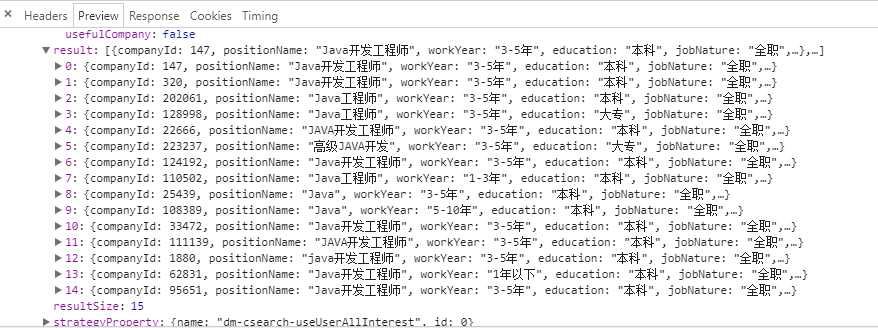 × Headers Preview Response Cookies Timing
usefulCompany: false
▼result: [{companyId: 147, positionName: "Java开发工程师", workYear: "3-5年", education: "本科", jobNature: "全职",…},…]
▶0: {companyId: 147, positionName: "Java开发工程师", workYear: "3-5年", education: "本科", jobNature: "全职",…}
▶1: {companyId: 320, positionName: "Java开发工程师", workYear: "3-5年", education: "本科", jobNature: "全职",…}
▶2: {companyId: 202061, positionName: "Java工程师", workYear: "3-5年", education: "本科", jobNature: "全职",…}
▶3: {companyId: 128998, positionName: "Java工程师", workYear: "3-5年", education: "大专", jobNature: "全职",…}
▶4: {companyId: 22666, positionName: "JAVA开发工程师", workYear: "3-5年", education: "本科", jobNature: "全职",…}
▶5: {companyId: 223237, positionName: "高级JAVA开发", workYear: "3-5年", education: "大专", jobNature: "全职",…}
▶6: {companyId: 124192, positionName: "Java开发工程师", workYear: "3-5年", education: "本科", jobNature: "全职",…}
▶7: {companyId: 110502, positionName: "Java工程师", workYear: "1-3年", education: "本科", jobNature: "全职",…}
▶8: {companyId: 25439, positionName: "Java", workYear: "3-5年", education: "本科", jobNature: "全职",…}
▶9: {companyId: 108389, positionName: "Java", workYear: "5-10年", education: "本科", jobNature: "全职",…}
▶10: {companyId: 33472, positionName: "Java开发工程师", workYear: "3-5年", education: "本科", jobNature: "全职",…}
▶11: {companyId: 111139, positionName: "JAVA开发工程师", workYear: "3-5年", education: "本科", jobNature: "全职",…}
▶12: {companyId: 1880, positionName: "java开发工程师", workYear: "3-5年", education: "本科", jobNature: "全职",…}
▶13: {companyId: 62831, positionName: "Java开发工程师", workYear: "1年以下", education: "本科", jobNature: "全职",…}
▶14: {companyId: 95651, positionName: "Java开发工程师", workYear: "3-5年", education: "本科", jobNature: "全职",…}
resultSize: 15
▶strategyProperty: {name: "dm-csearch-useUserAllInterest", id: 0}